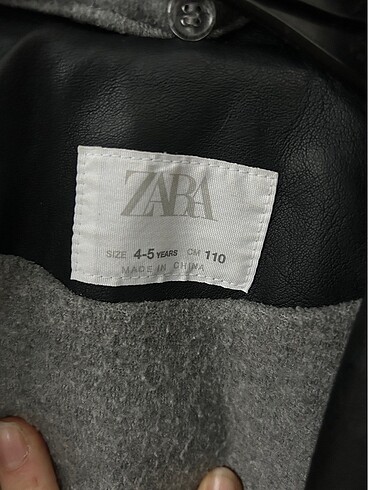 ZARA
SIZE 4-5 YEARS CM 110
MADE IN CHINA